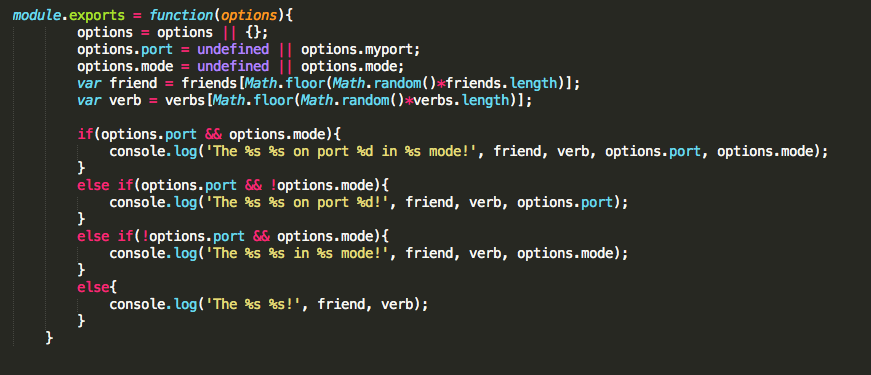 module.exports = function(options){
        options = options || {};
        options.port = undefined || options.myport;
        options.mode = undefined || options.mode;
        var friend = friends[Math.floor(Math.random()*friends.length)];
        var verb = verbs[Math.floor(Math.random()*verbs.length)];

        if(options.port && options.mode){
            console.log('The %s %s on port %d in %s mode!', friend, verb, options.port, options.mode);
        }
        else if(options.port && !options.mode){
            console.log('The %s %s on port %d!', friend, verb, options.port);
        }
        else if(!options.port && options.mode){
            console.log('The %s %s in %s mode!', friend, verb, options.mode);
        }
        else{
            console.log('The %s %s!', friend, verb);
        }
    }